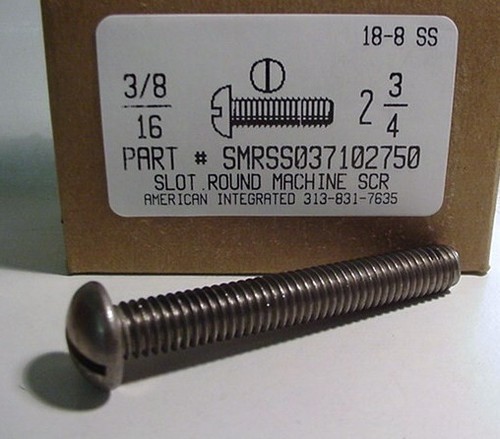 18-8 SS
3/8
16
2 3/4
PART # SMRSS037102750
SLOT.ROUND MACHINE SCR
AMERICAN INTEGRATED 313-831-7635